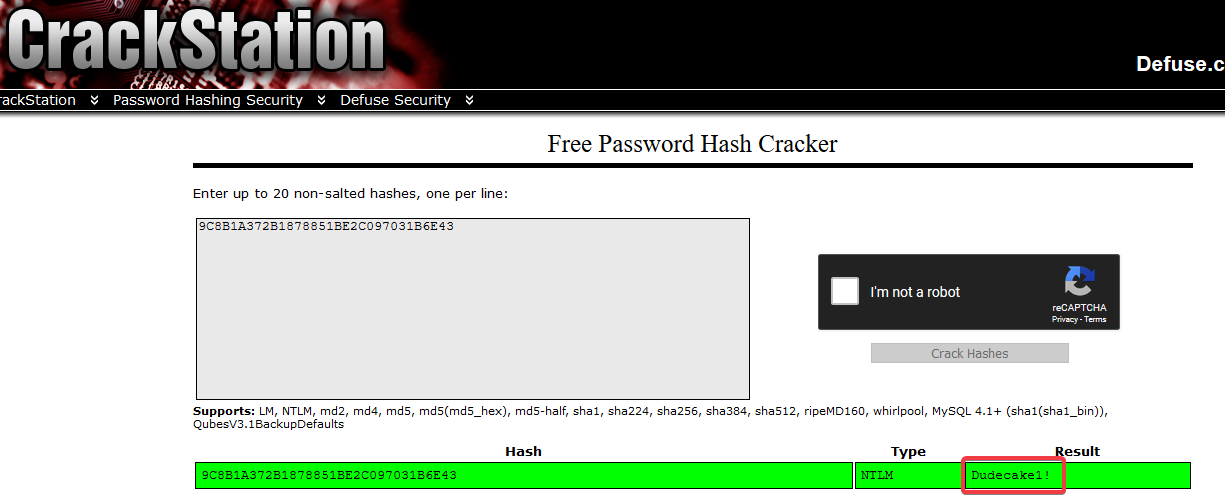 CrackStation
Defuse.c
rackStation Password Hashing Security Defuse Security
Free Password Hash Cracker
Enter up to 20 non-salted hashes, one per line:
9C8B1A372B1878851BE2C097031B6E43
I'm not a robot
reCAPTCHA
Privacy - Terms
Crack Hashes
Supports: LM, NTLM, md2, md4, md5, md5(md5_hex), md5-half, sha1, sha224, sha256, sha384, sha512, ripeMD160, whirlpool, MySQL 4.1+ (sha1(sha1_bin)),
QubesV3.1BackupDefaults
Hash Type Result
9C8B1A372B1878851BE2C097031B6E43 NTLM Dudecake1!